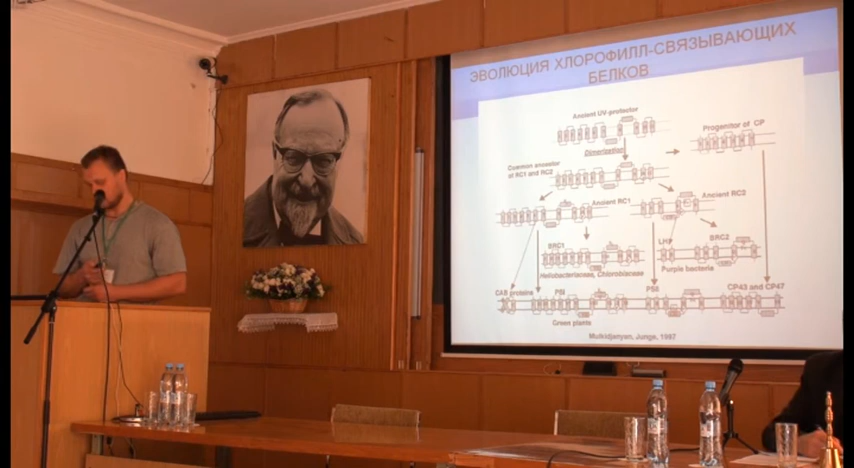 ЭВОЛЮЦИЯ ХЛОРОФИЛЛ-СВЯЗЫВАЮЩИХ
БЕЛКОВ
Ancient UV-protector
Progenitor of CP
Dimerization
Common ancestor
of RC1 and RC2
Ancient RC1
Ancient RC2
BRC1
LHP
BRC2
Heliobacteriaceae, Chlorobiaceae
Purple bacteria
CAB proteins
PSI
PSII
CP43 and CP47
Green plants
Mulkidjanyan, Junge, 1997